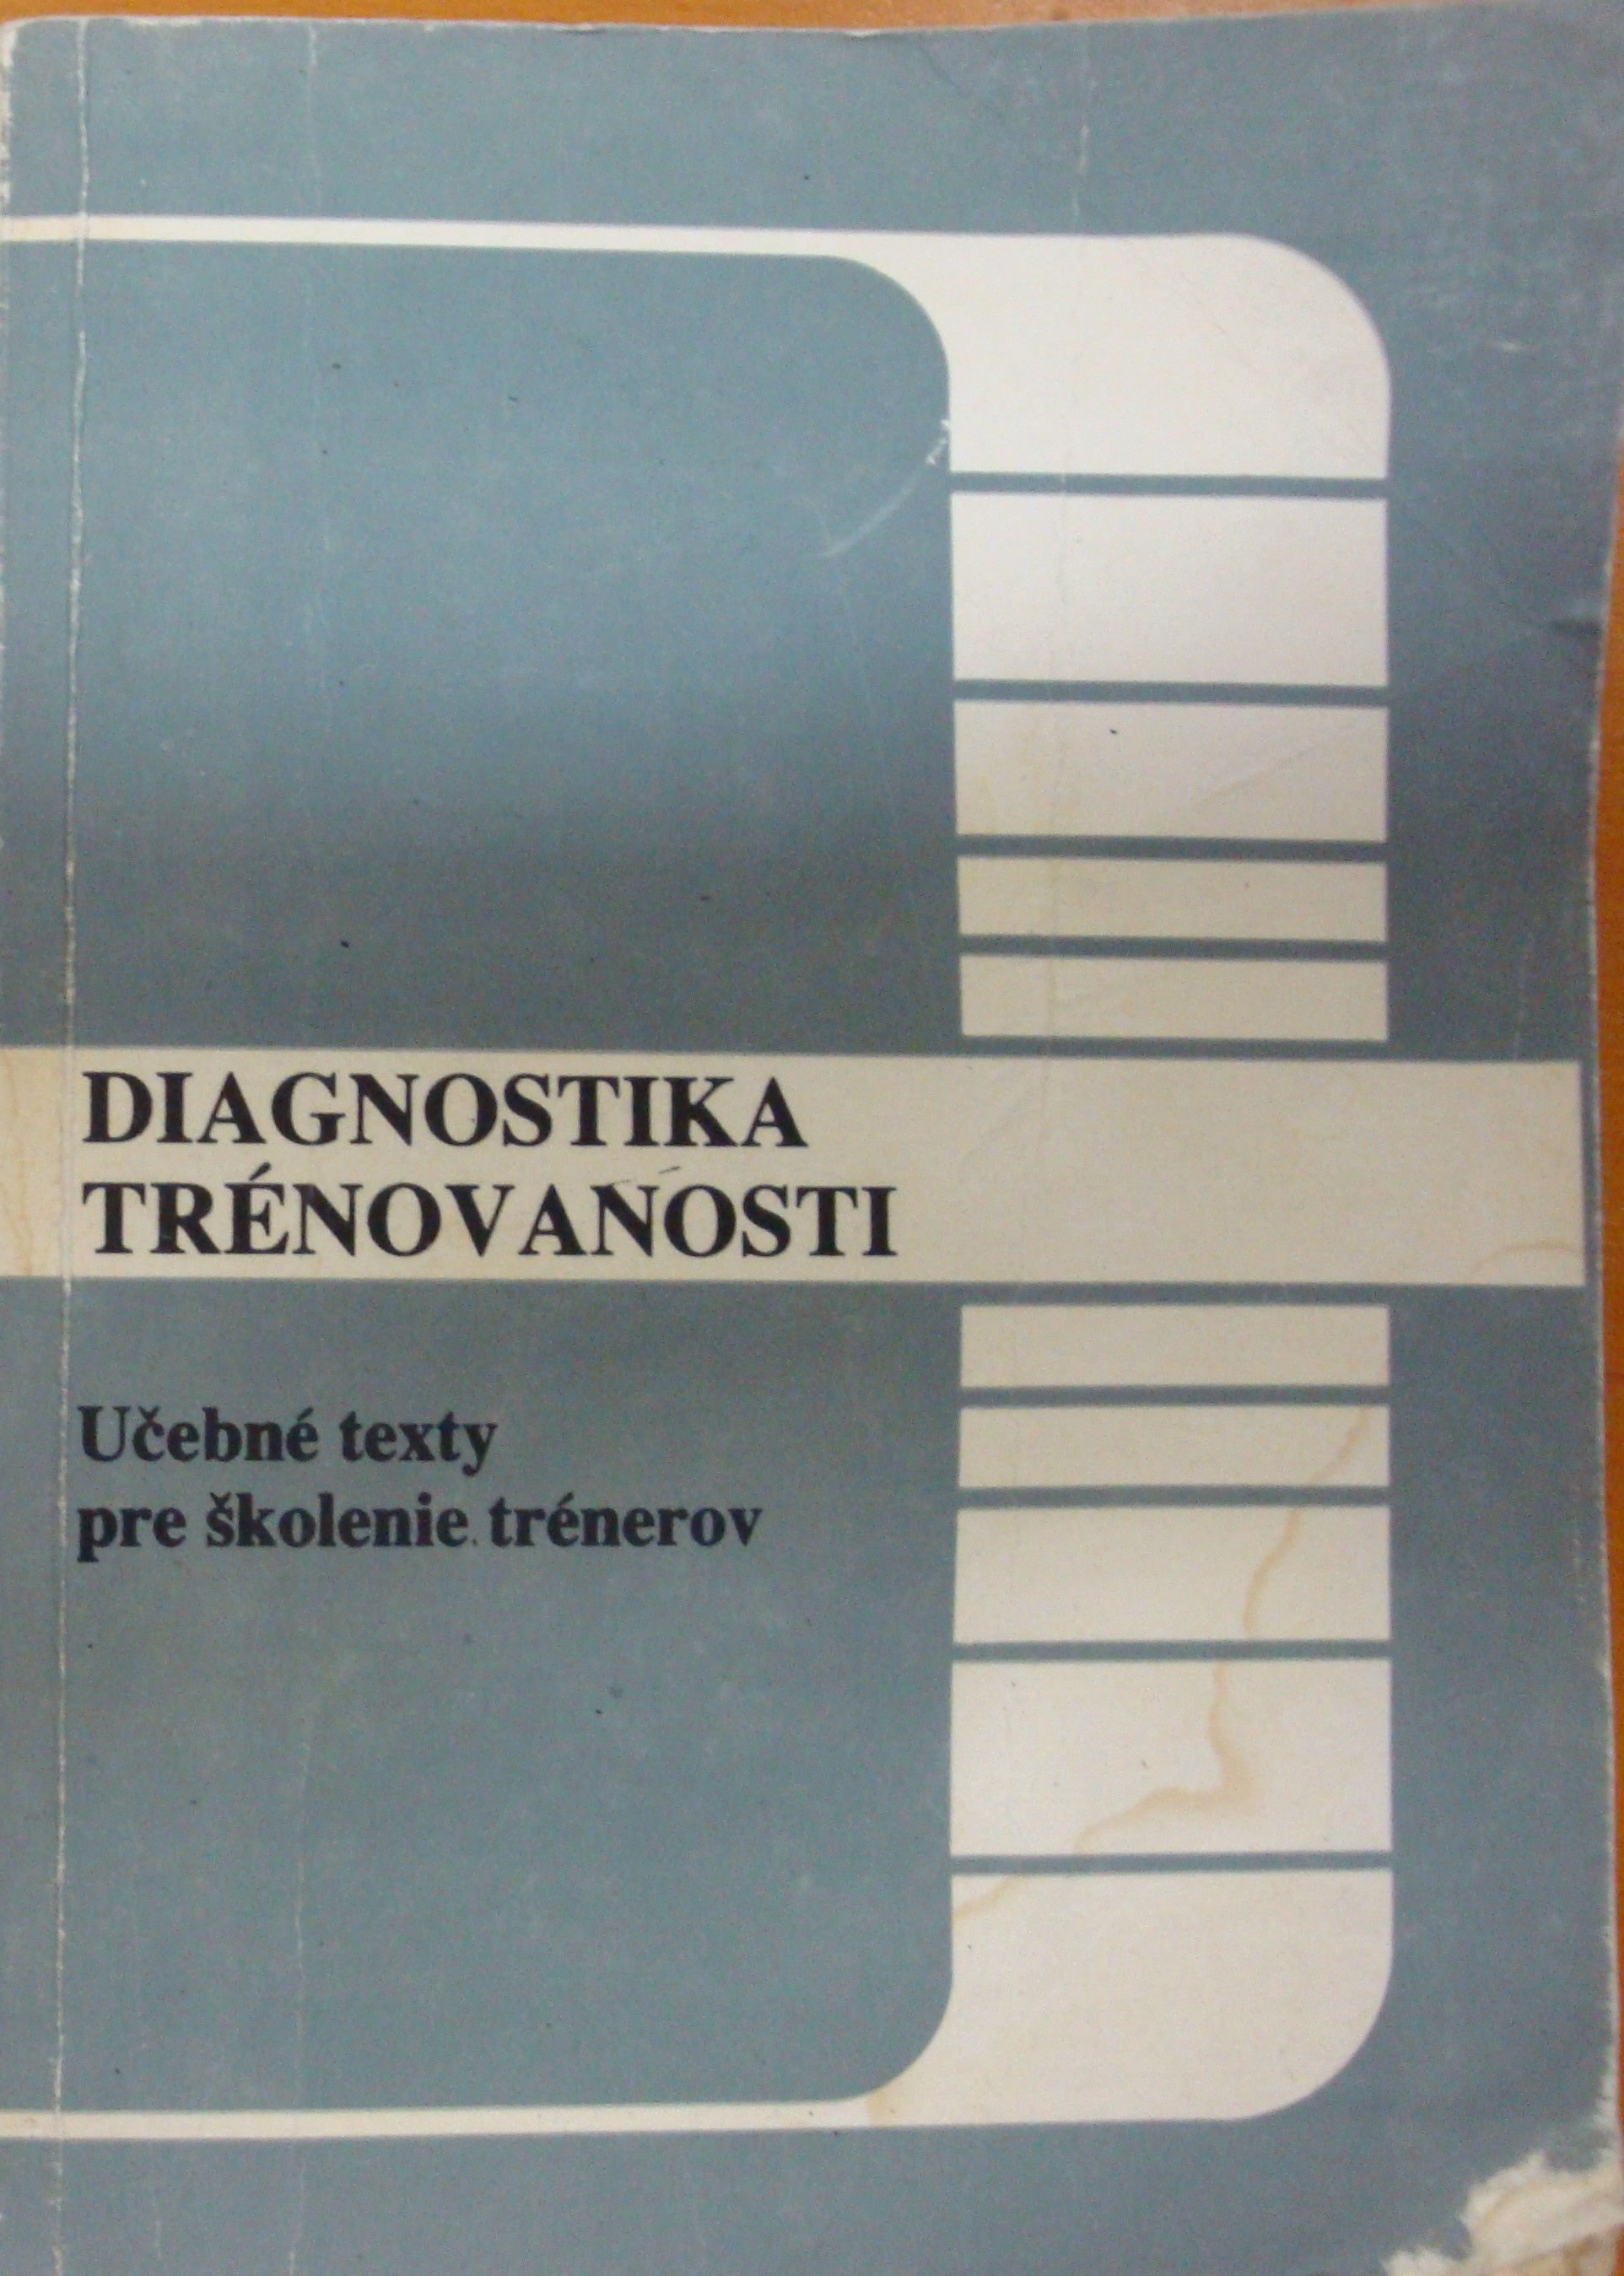 DIAGNOSTIKA
TRÉNOVANOSTI
Učebné texty
pre školenie trénerov